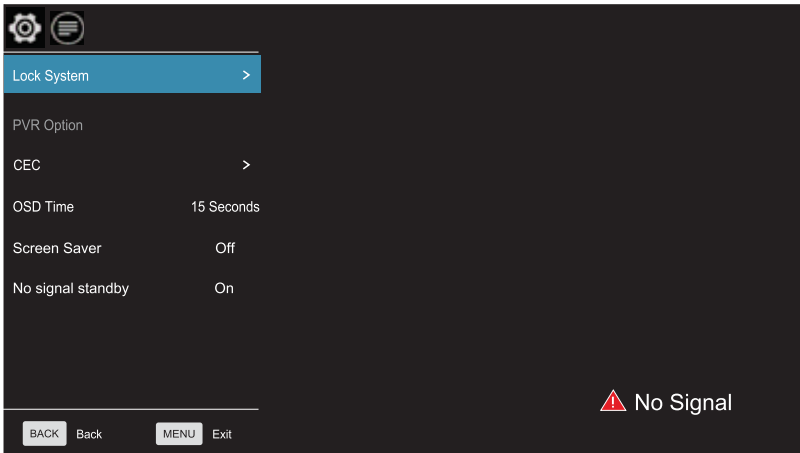 Lock System >
PVR Option
CEC >
OSD Time 15 Seconds
Screen Saver Off
No signal standby On
No Signal
BACK Back MENU Exit